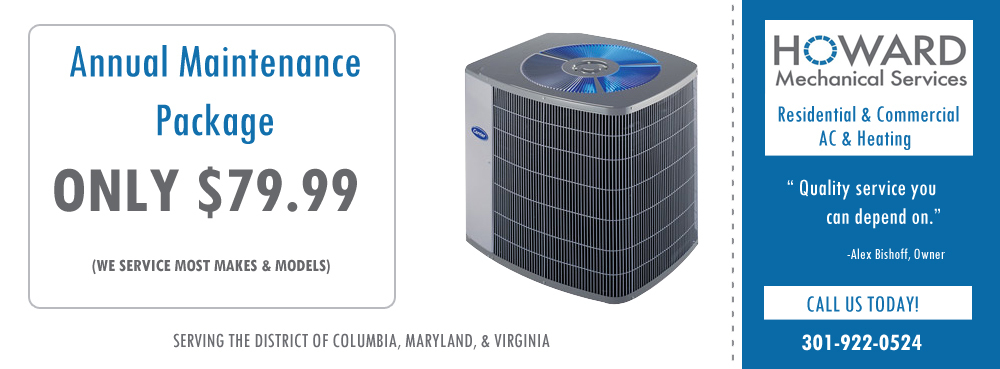 Annual Maintenance
Package
ONLY $79.99
(WE SERVICE MOST MAKES & MODELS)
Carrier
SERVING THE DISTRICT OF COLUMBIA, MARYLAND, & VIRGINIA
HOWARD
Mechanical Services
Residential & Commercial
AC & Heating
“ Quality service you
can depend on.”
-Alex Bishoff, Owner
CALL US TODAY!
301-922-0524